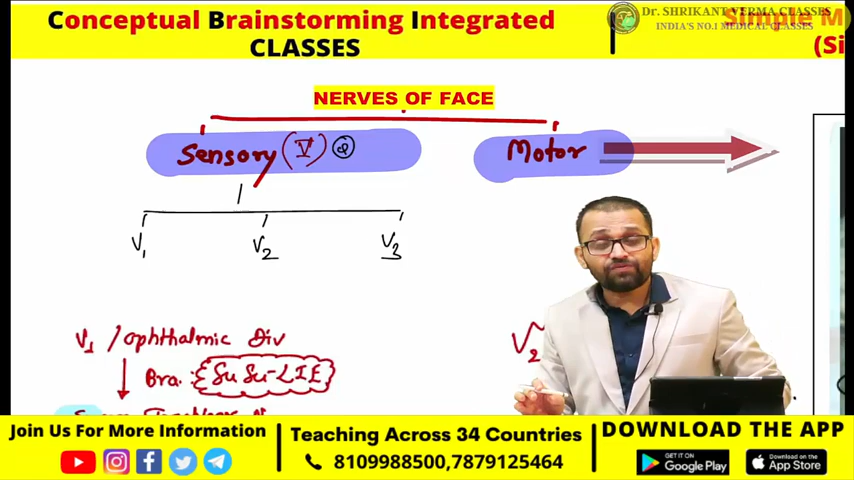 Conceptual Brainstorming Integrated
CLASSES
Simple M
(Si
Dr. SHRIKANT VERMA CLASSES
INDIA'S NO.1 MEDICAL CLASSES
NERVES OF FACE
Sensory (V)
Motor
V1 V2 V3
V1 / ophthalmic Div
Bra: {Su Su-LIE
V2
Join Us For More Information
Teaching Across 34 Countries
8109988500,7879125464
DOWNLOAD THE APP
GET IT ON
Google Play
Download on the
App Store